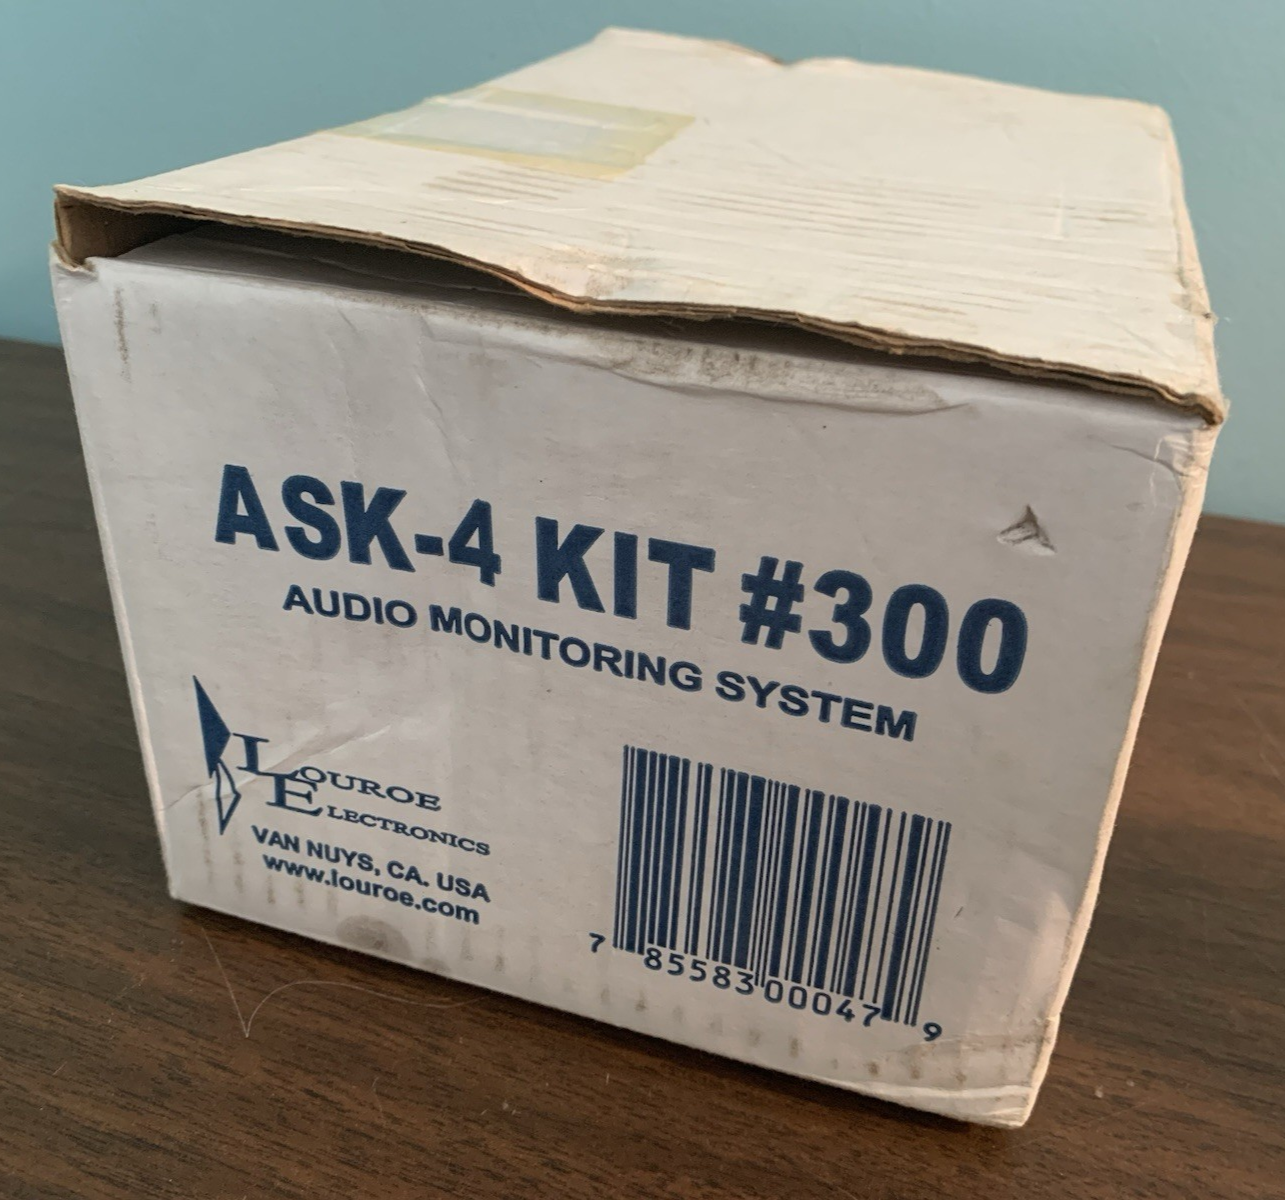 ASK-4 KIT #300
AUDIO MONITORING SYSTEM
LOUROE
ELECTRONICS
VAN NUYS, CA. USA
www.louroe.com
7 85583 00047 9